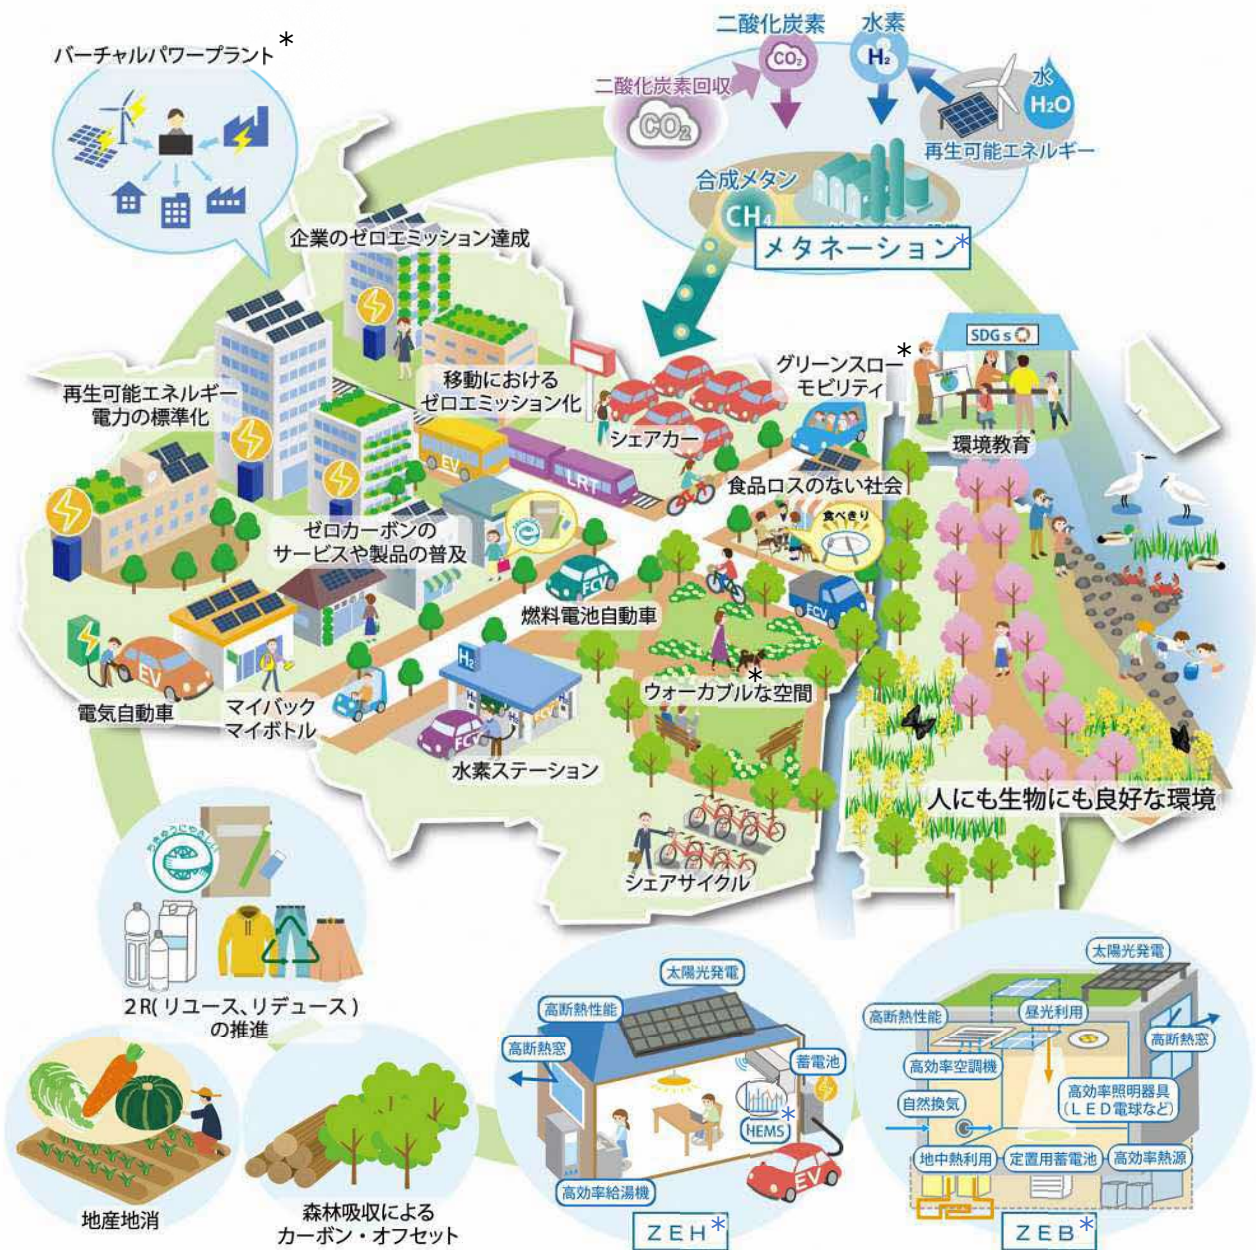 バーチャルパワープラント*
二酸化炭素
CO₂
水素
H₂
二酸化炭素回収
CO₂
水
H₂O
再生可能エネルギー
合成メタン
CH₄
メタネーション*
企業のゼロエミッション達成
SDGs
環境教育
グリーンスロー*
モビリティ
再生可能エネルギー
電力の標準化
移動における
ゼロエミッション化
シェアカー
EV
LRT
食品ロスのない社会
食べきり
ゼロカーボンの
サービスや製品の普及
FCV
燃料電池自動車
FCV
H₂
EV
電気自動車
マイバック
マイボトル
FCV
水素ステーション
*
ウォーカブルな空間
人にも生物にも良好な環境
シェアサイクル
ちきゅうにやさしい
2R(リユース、リデュース)
の推進
地産地消
森林吸収による
カーボン・オフセット
太陽光発電
高断熱性能
高断熱窓
蓄電池
HEMS*
EV
高効率給湯機
ZEH*
太陽光発電
高断熱性能
昼光利用
高断熱窓
高効率空調機
高効率照明器具
(LED電球など)
自然換気
地中熱利用
定置用蓄電池
高効率熱源
ZEB*